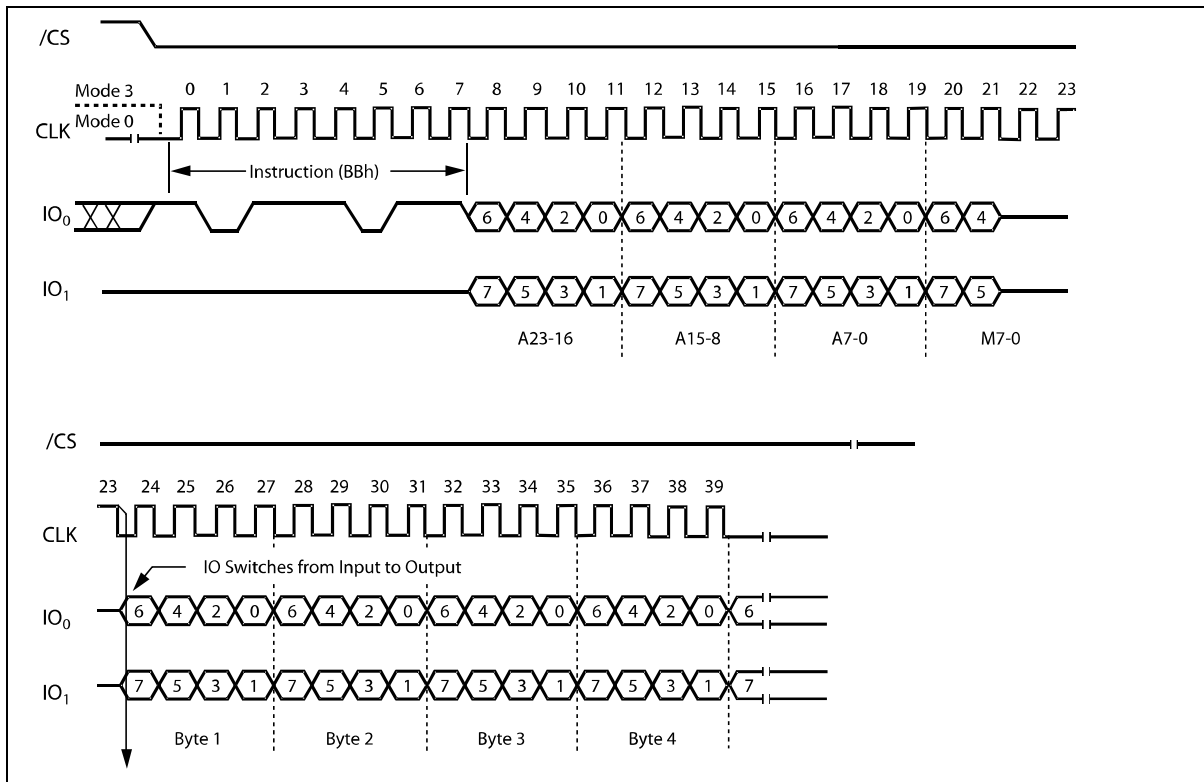 /CS
Mode 3
0 1 2 3 4 5 6 7 8 9 10 11 12 13 14 15 16 17 18 19 20 21 22 23
Mode 0
CLK
Instruction (BBh)
IO0 6 4 2 0 6 4 2 0 6 4 2 0 6 4
IO1 7 5 3 1 7 5 3 1 7 5 3 1 7 5
A23-16 A15-8 A7-0 M7-0
/CS
23 24 25 26 27 28 29 30 31 32 33 34 35 36 37 38 39
CLK
IO Switches from Input to Output
IO0 6 4 2 0 6 4 2 0 6 4 2 0 6 4 2 0 6
IO1 7 5 3 1 7 5 3 1 7 5 3 1 7 5 3 1 7
Byte 1 Byte 2 Byte 3 Byte 4